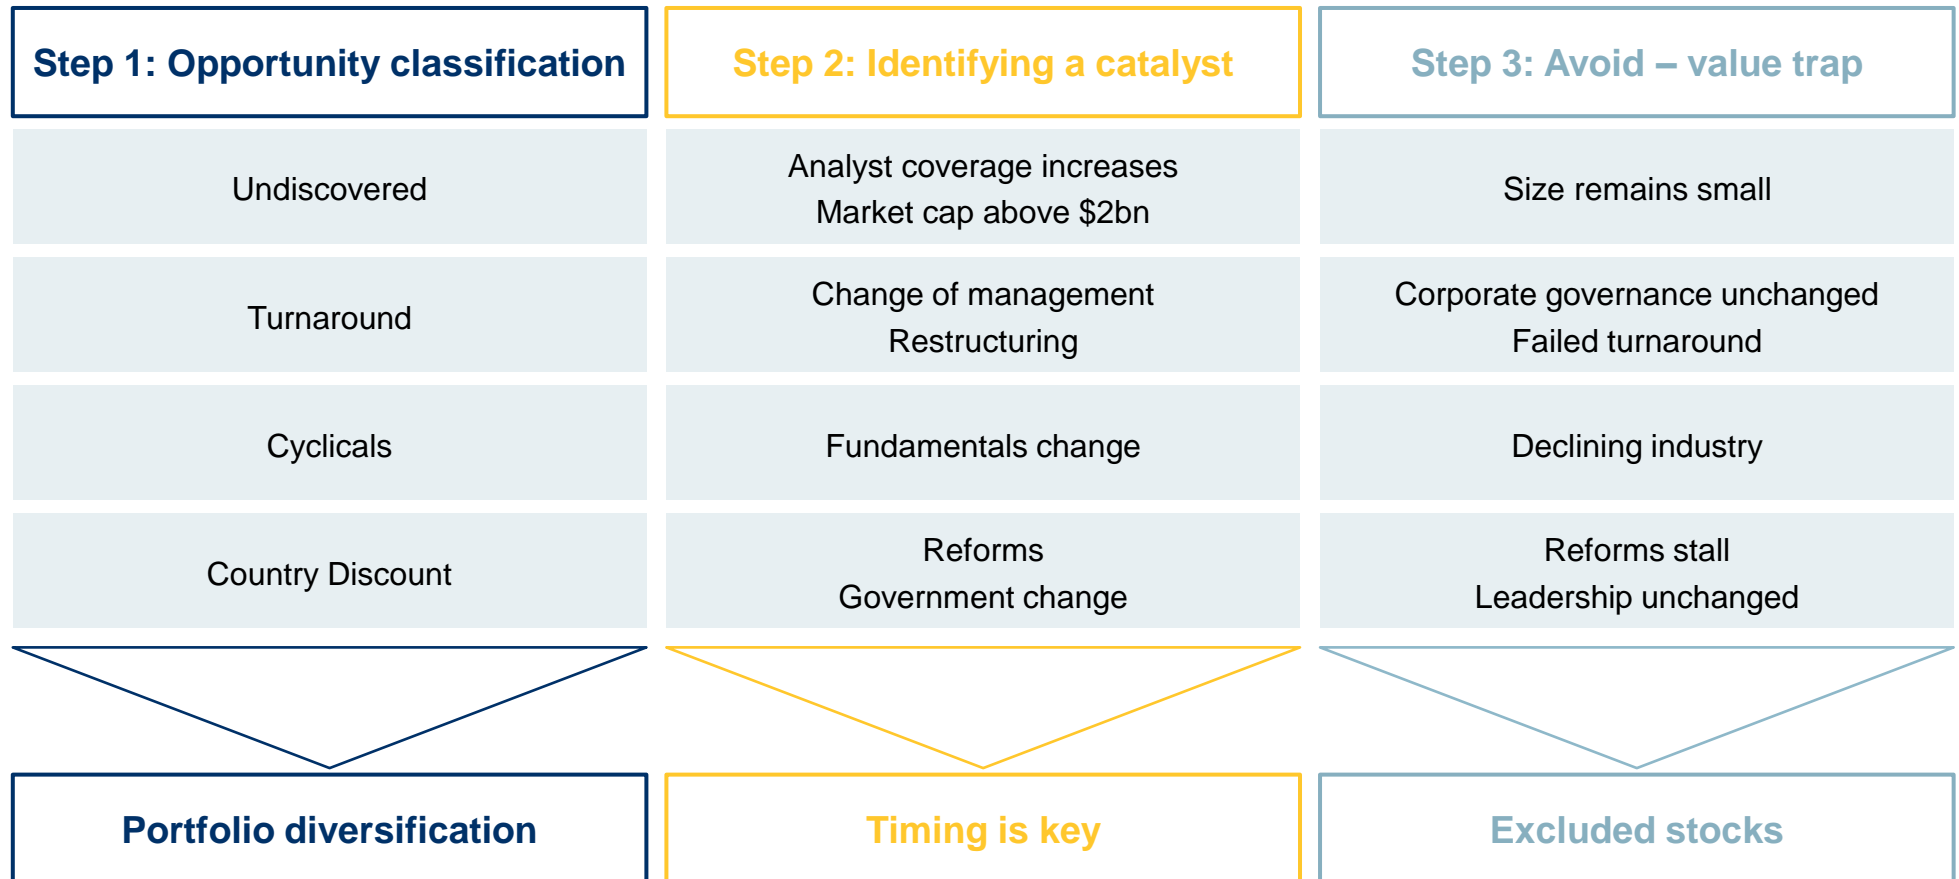 Step 1: Opportunity classification
Step 2: Identifying a catalyst
Step 3: Avoid – value trap
Undiscovered
Analyst coverage increases
Market cap above $2bn
Size remains small
Turnaround
Change of management
Restructuring
Corporate governance unchanged
Failed turnaround
Cyclicals
Fundamentals change
Declining industry
Country Discount
Reforms
Government change
Reforms stall
Leadership unchanged
Portfolio diversification
Timing is key
Excluded stocks